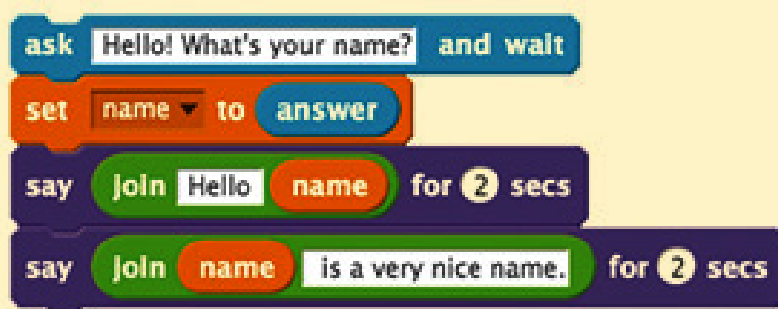 ask Hello! What's your name? and wait
set name to answer
say join Hello name for 2 secs
say join name is a very nice name. for 2 secs